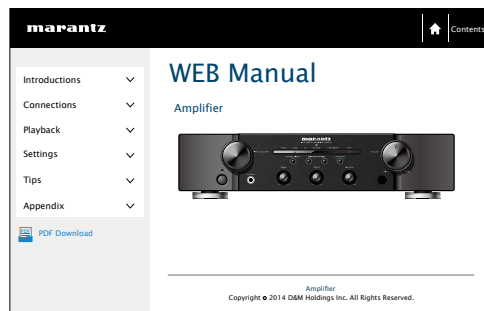 marantz
Contents
Introductions
Connections
Playback
Settings
Tips
Appendix
PDF Download
WEB Manual
Amplifier
marantz
Amplifier
Copyright © 2014 D&M Holdings Inc. All Rights Reserved.